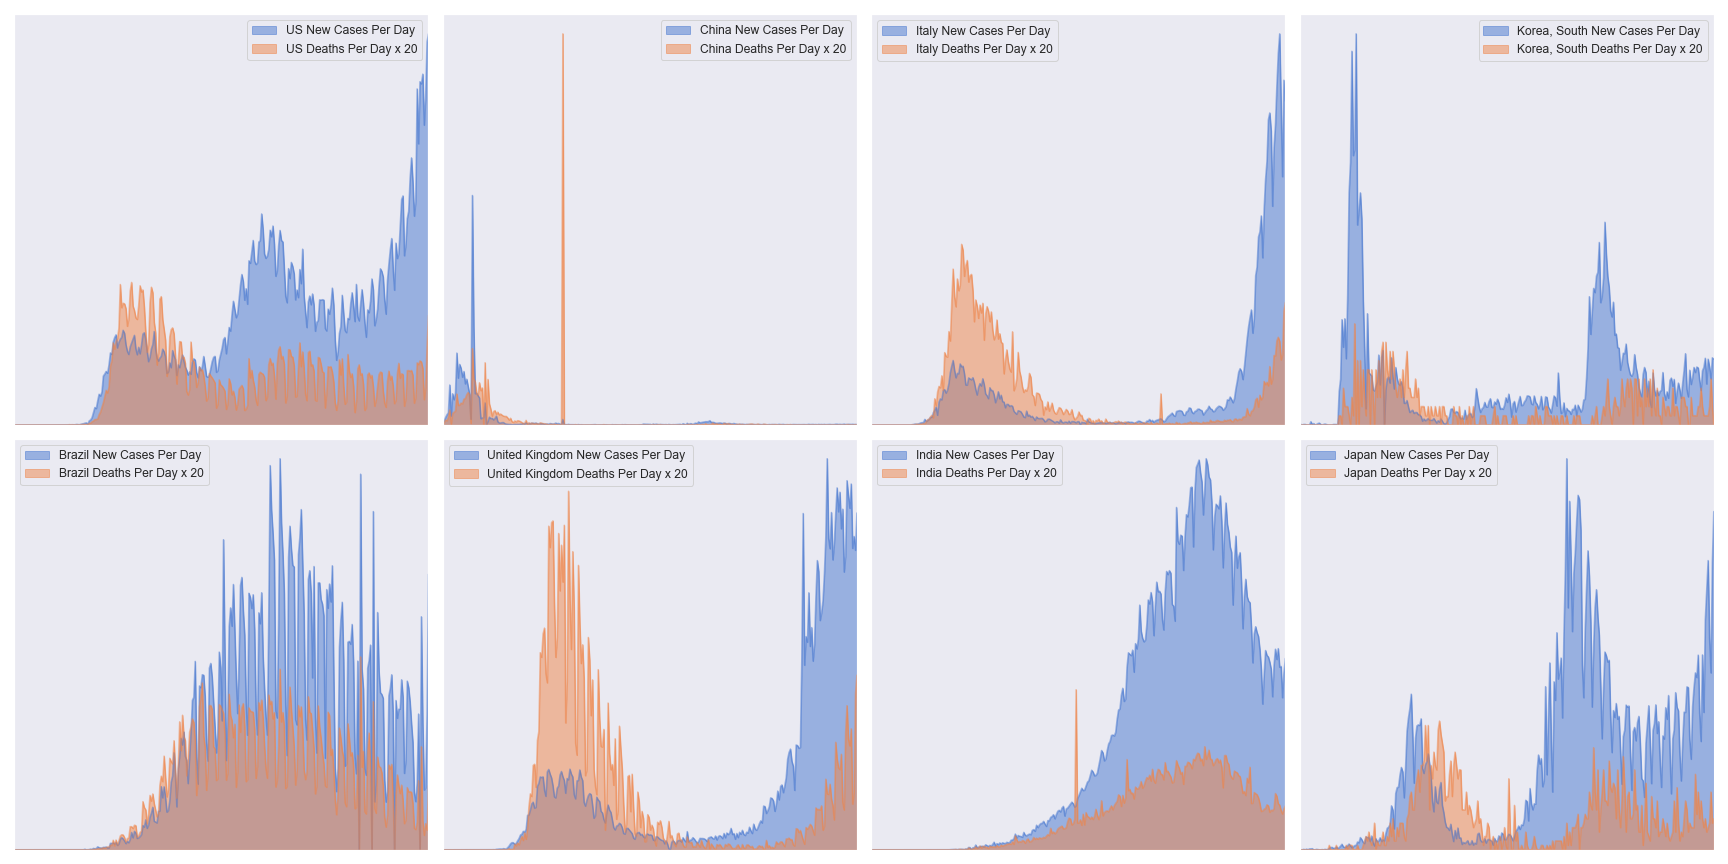 US New Cases Per Day
US Deaths Per Day x 20
China New Cases Per Day
China Deaths Per Day x 20
Italy New Cases Per Day
Italy Deaths Per Day x 20
Korea, South New Cases Per Day
Korea, South Deaths Per Day x 20
Brazil New Cases Per Day
Brazil Deaths Per Day x 20
United Kingdom New Cases Per Day
United Kingdom Deaths Per Day x 20
India New Cases Per Day
India Deaths Per Day x 20
Japan New Cases Per Day
Japan Deaths Per Day x 20